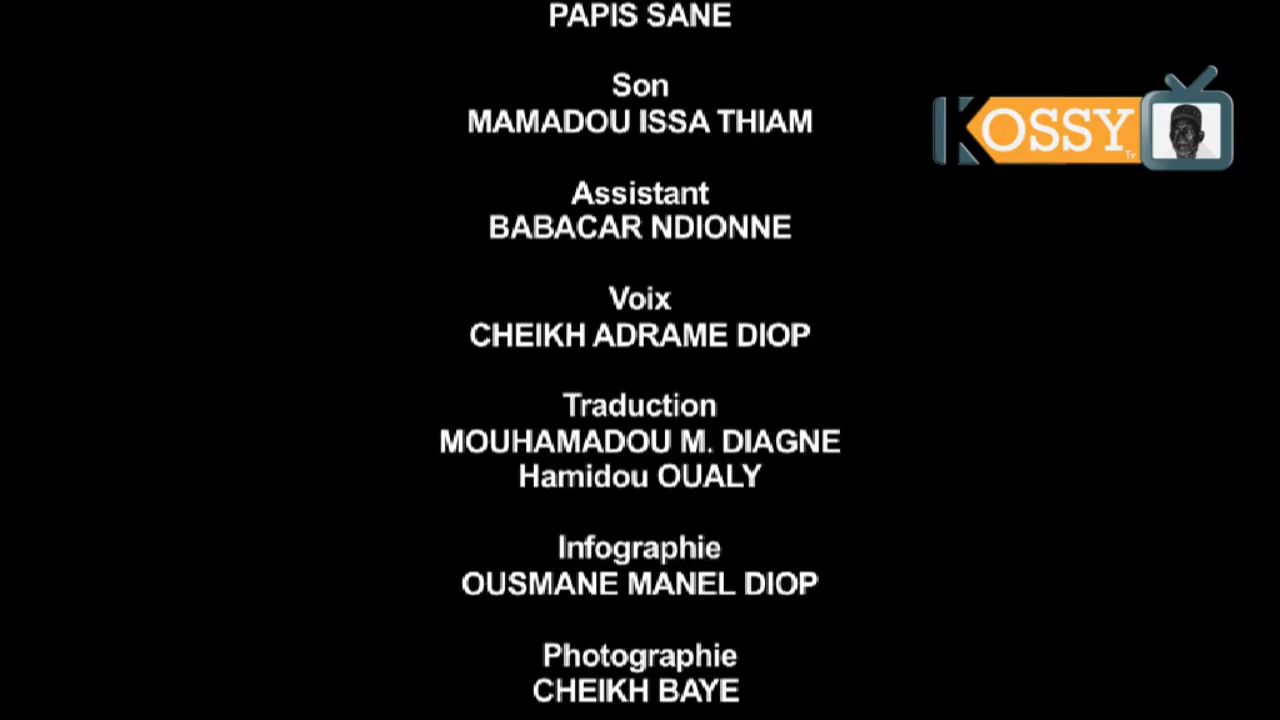 PAPIS SANE
Son
MAMADOU ISSA THIAM
KOSSY Tv
Assistant
BABACAR NDIONNE
Voix
CHEIKH ADRAME DIOP
Traduction
MOUHAMADOU M. DIAGNE
Hamidou OUALY
Infographie
OUSMANE MANEL DIOP
Photographie
CHEIKH BAYE